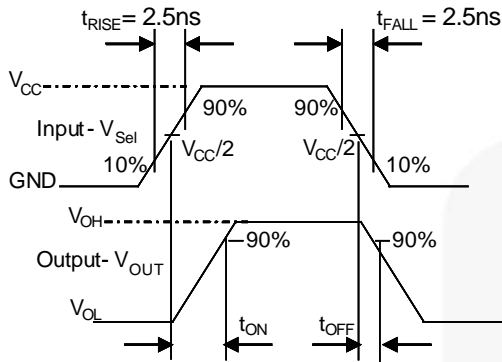 tRISE = 2.5ns tFALL = 2.5ns
VCC
90% 90%
Input- VSel
VCC/2 VCC/2
10% 10%
GND
VOH
90% 90%
Output- VOUT
VOL
tON tOFF